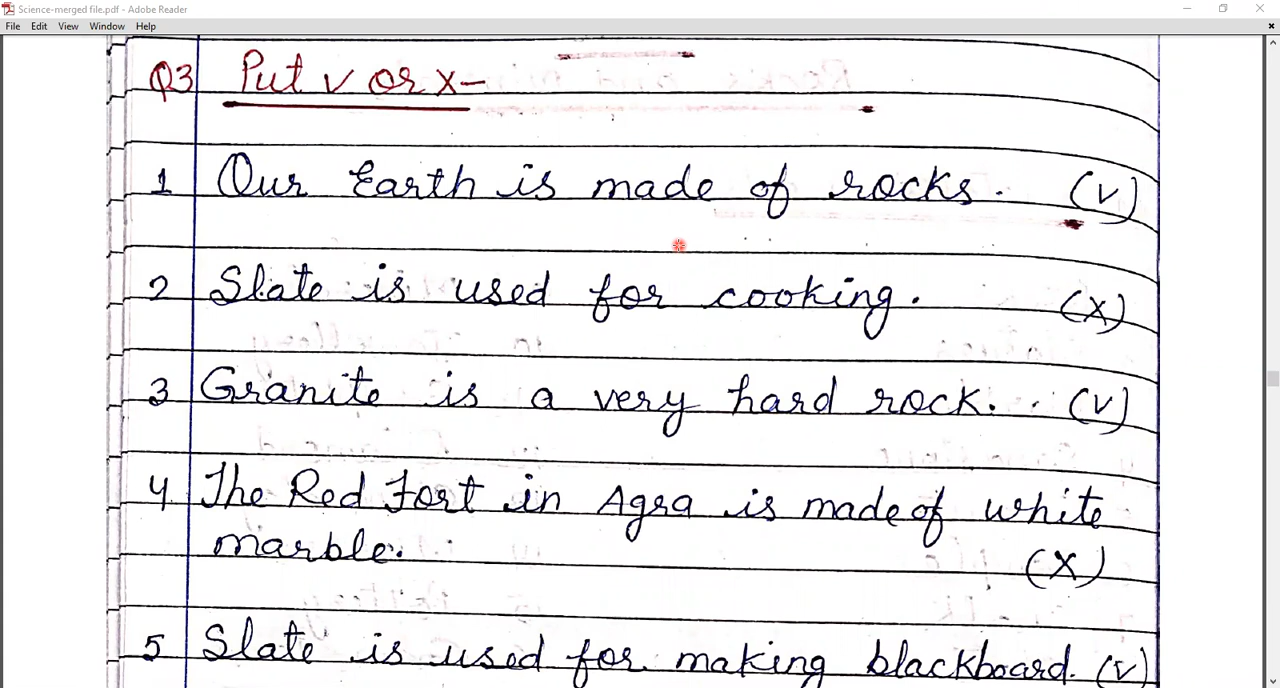 Science-merged file.pdf - Adobe Reader
File Edit View Window Help
Q3 Put ✓ or x-
1 Our Earth is made of rocks. (✓)
2 Slate is used for cooking. (x)
3 Granite is a very hard rock. (✓)
4 The Red Fort in Agra is made of white
marble. (x)
5 Slate is used for making blackboard. (✓)